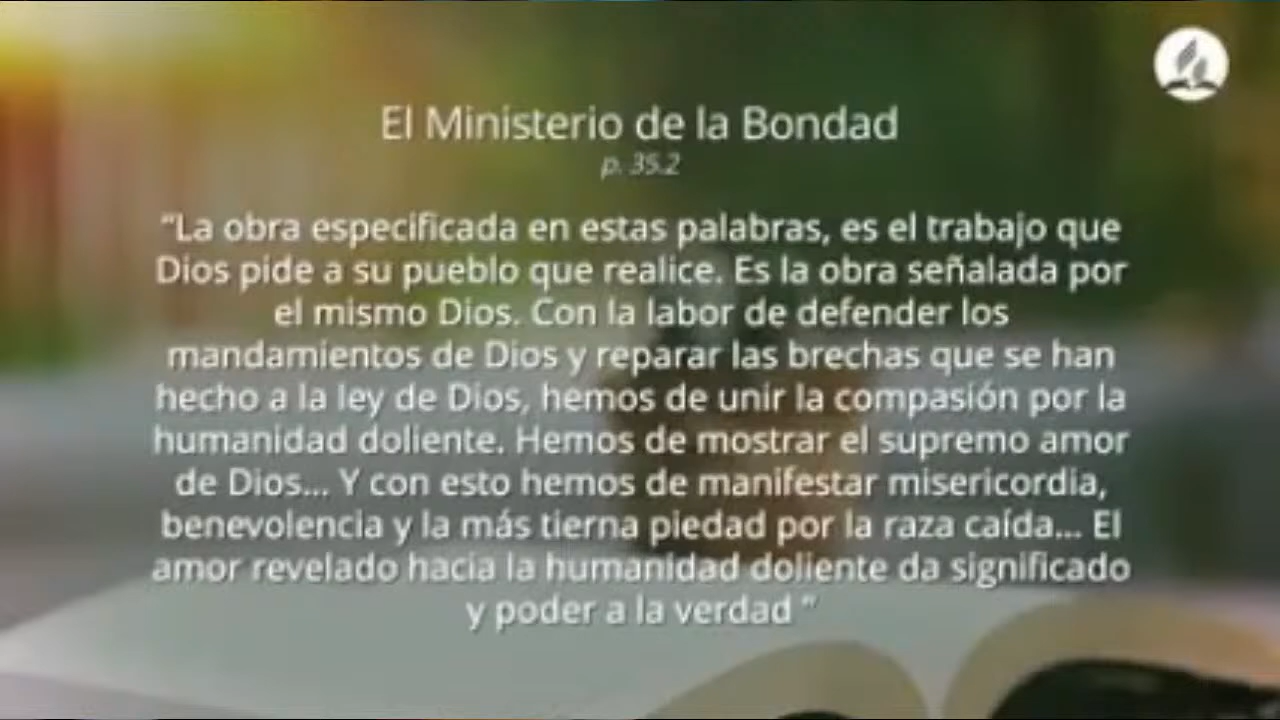 El Ministerio de la Bondad
p. 35.2
“La obra especificada en estas palabras, es el trabajo que
Dios pide a su pueblo que realice. Es la obra señalada por
el mismo Dios. Con la labor de defender los
mandamientos de Dios y reparar las brechas que se han
hecho a la ley de Dios, hemos de unir la compasión por la
humanidad doliente. Hemos de mostrar el supremo amor
de Dios... Y con esto hemos de manifestar misericordia,
benevolencia y la más tierna piedad por la raza caída... El
amor revelado hacia la humanidad doliente da significado
y poder a la verdad ”